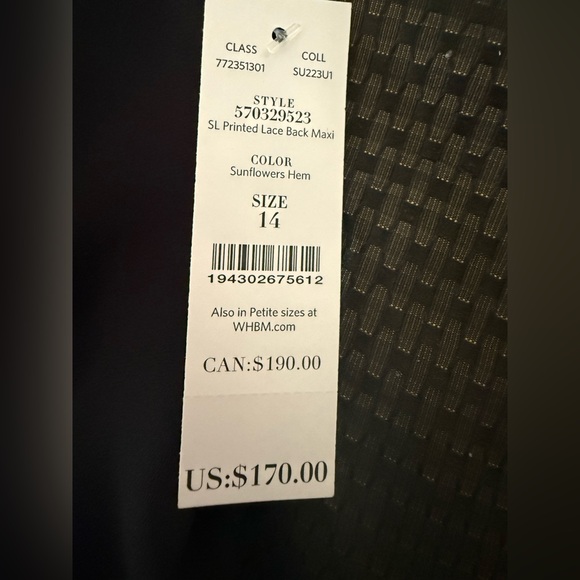 CLASS COLL
772351301 SU223U1
STYLE
570329523
SL Printed Lace Back Maxi
COLOR
Sunflowers Hem
SIZE
14
194302675612
Also in Petite sizes at
WHBM.com
CAN:$190.00
US:$170.00